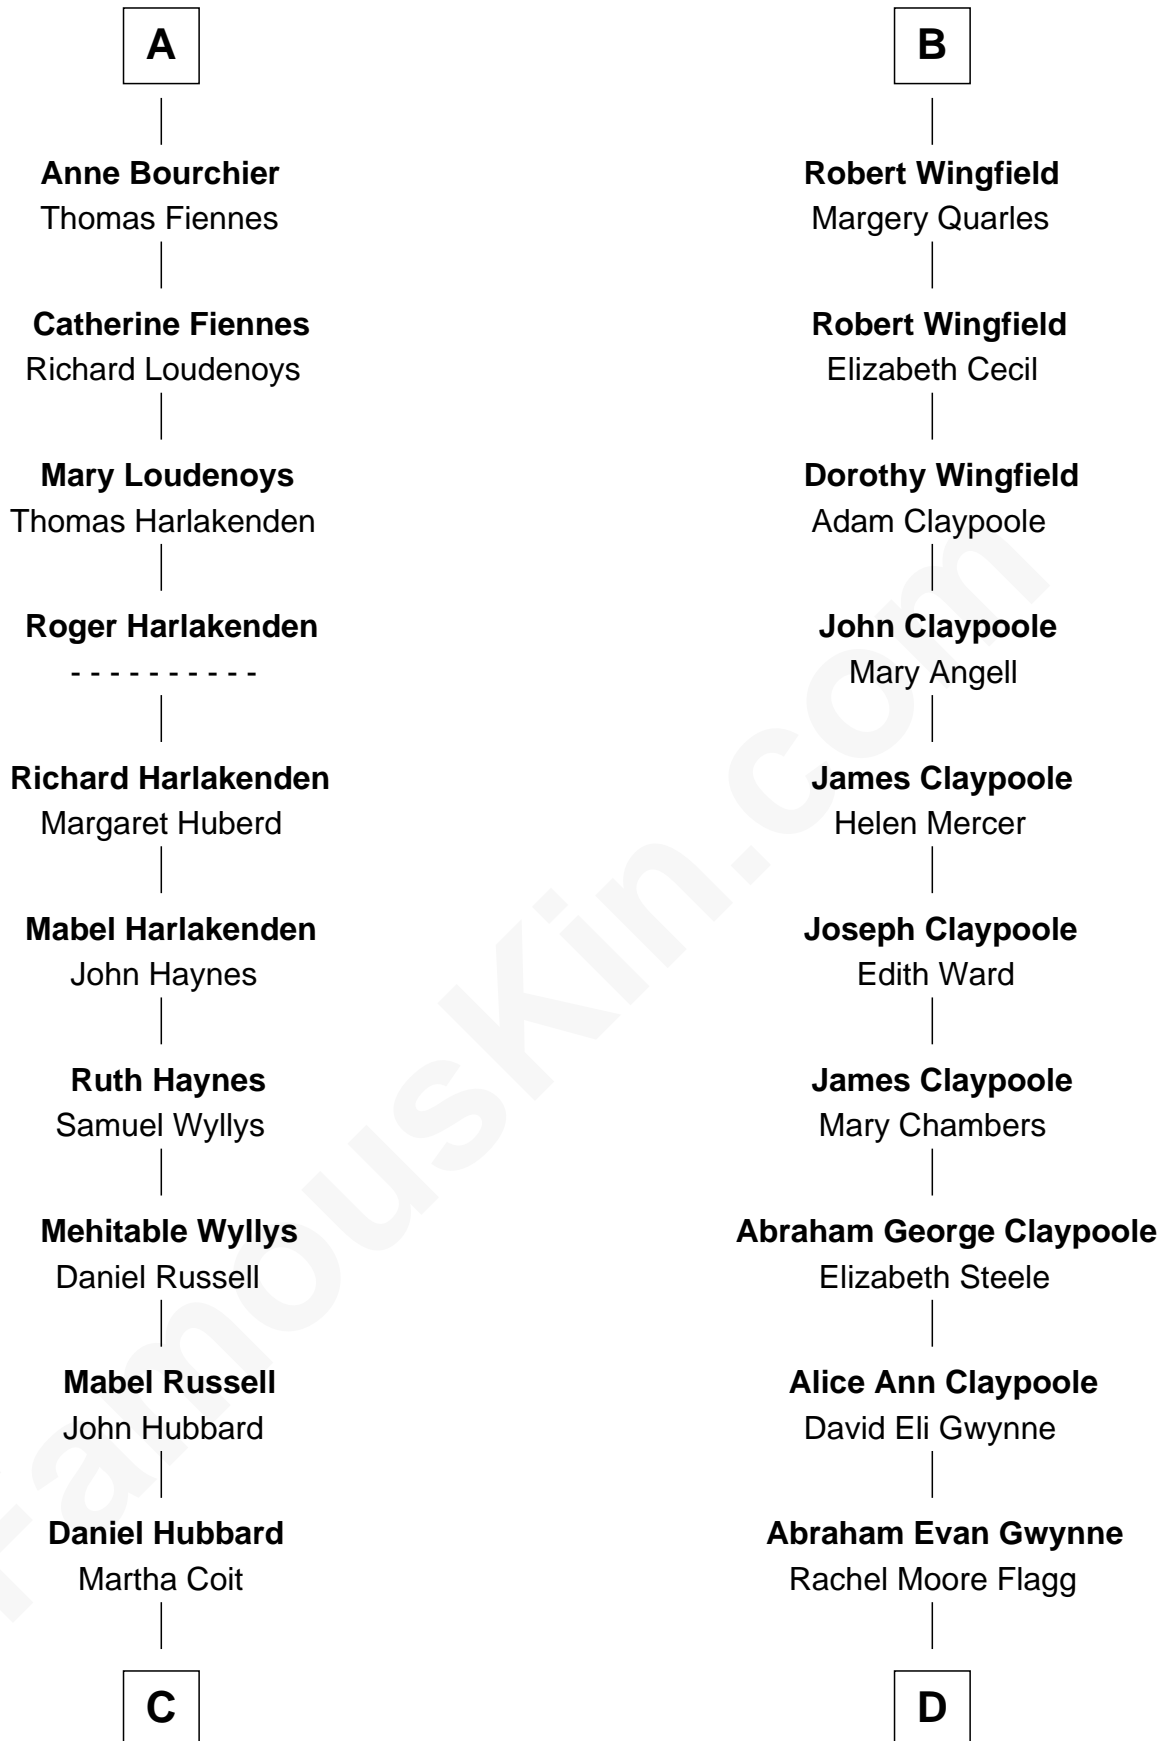 A
Anne Bourchier
Thomas Fiennes
Catherine Fiennes
Richard Loudenoys
Mary Loudenoys
Thomas Harlakenden
Roger Harlakenden
- - - - - - - - - -
Richard Harlakenden
Margaret Huberd
Mabel Harlakenden
John Haynes
Ruth Haynes
Samuel Wyllys
Mehitable Wyllys
Daniel Russell
Mabel Russell
John Hubbard
Daniel Hubbard
Martha Coit
C
B
Robert Wingfield
Margery Quarles
Robert Wingfield
Elizabeth Cecil
Dorothy Wingfield
Adam Claypoole
John Claypoole
Mary Angell
James Claypoole
Helen Mercer
Joseph Claypoole
Edith Ward
James Claypoole
Mary Chambers
Abraham George Claypoole
Elizabeth Steele
Alice Ann Claypoole
David Eli Gwynne
Abraham Evan Gwynne
Rachel Moore Flagg
D
FamousKin.com